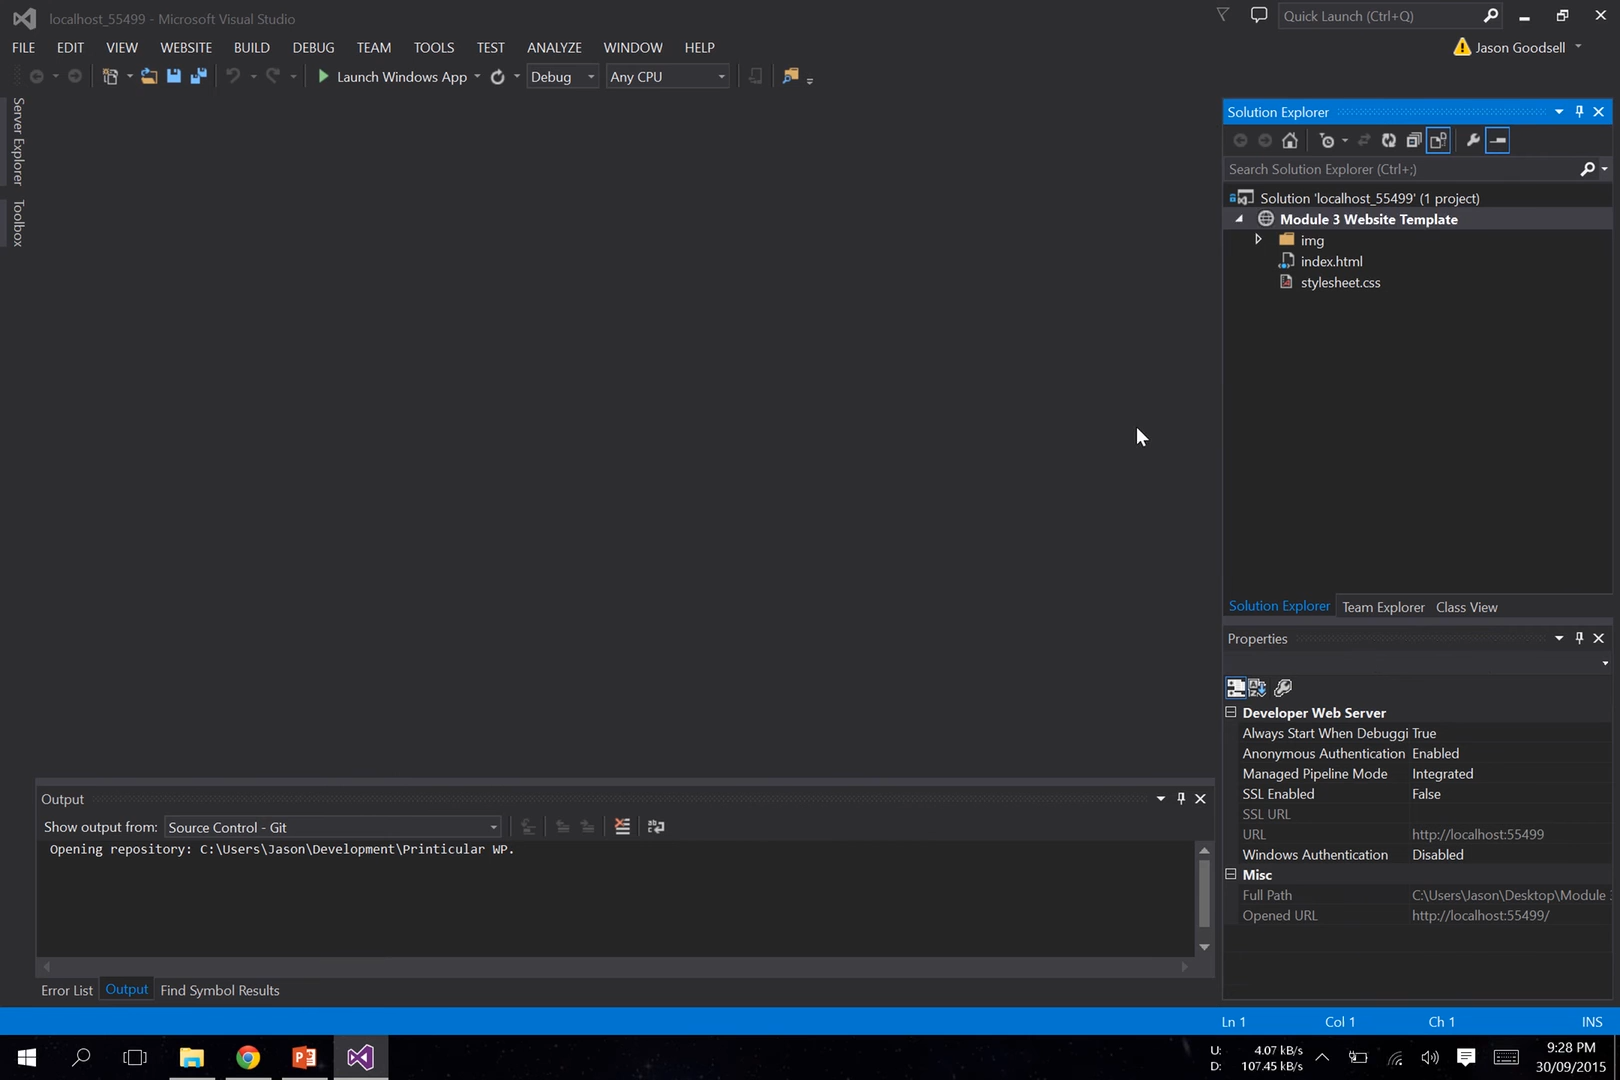 localhost_55499 - Microsoft Visual Studio
Quick Launch (Ctrl+Q)
FILE EDIT VIEW WEBSITE BUILD DEBUG TEAM TOOLS TEST ANALYZE WINDOW HELP
Jason Goodsell
Launch Windows App
Debug
Any CPU
Server Explorer
Toolbox
Solution Explorer
Search Solution Explorer (Ctrl+;)
Solution 'localhost_55499' (1 project)
Module 3 Website Template
img
index.html
stylesheet.css
Solution Explorer Team Explorer Class View
Properties
Developer Web Server
Always Start When Debuggi True
Anonymous Authentication Enabled
Managed Pipeline Mode Integrated
SSL Enabled False
SSL URL
URL http://localhost:55499
Windows Authentication Disabled
Misc
Full Path C:\Users\Jason\Desktop\Module
Opened URL http://localhost:55499/
Output
Show output from: Source Control - Git
Opening repository: C:\Users\Jason\Development\Printicular WP.
Error List Output Find Symbol Results
Ln 1 Col 1 Ch 1 INS
U: 4.07 kB/s
D: 107.45 kB/s
9:28 PM
30/09/2015